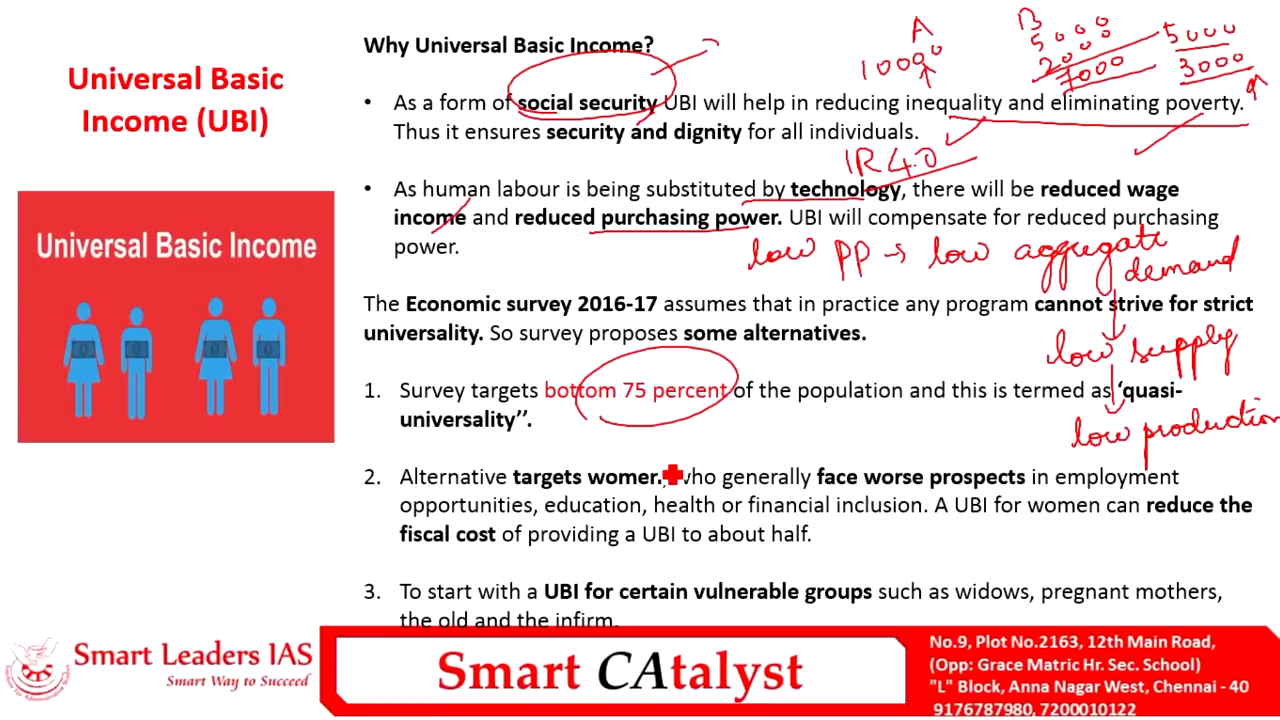 Universal Basic
Income (UBI)
Universal Basic Income
Why Universal Basic Income?
• As a form of social security UBI will help in reducing inequality and eliminating poverty.
Thus it ensures security and dignity for all individuals.
• As human labour is being substituted by technology, there will be reduced wage
income and reduced purchasing power. UBI will compensate for reduced purchasing
power.
The Economic survey 2016-17 assumes that in practice any program cannot strive for strict
universality. So survey proposes some alternatives.
1. Survey targets bottom 75 percent of the population and this is termed as ‘quasi-
universality’’.
2. Alternative targets women, who generally face worse prospects in employment
opportunities, education, health or financial inclusion. A UBI for women can reduce the
fiscal cost of providing a UBI to about half.
3. To start with a UBI for certain vulnerable groups such as widows, pregnant mothers,
the old and the infirm.
A
10000
B
5000
2000
7000
5000
3000
IR 4.0
low PP → low aggregate
demand
low supply
low production
Smart Leaders IAS
Smart Way to Succeed
Smart CAtalyst
No.9, Plot No.2163, 12th Main Road,
(Opp: Grace Matric Hr. Sec. School)
"L" Block, Anna Nagar West, Chennai - 40
9176787980, 7200010122